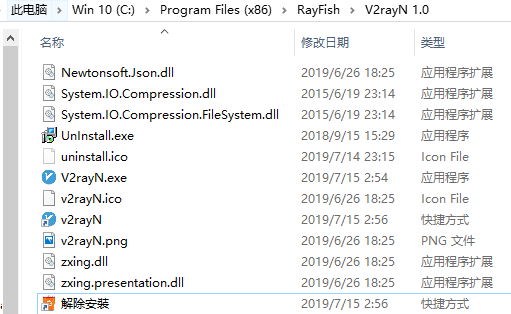 此电脑 > Win 10 (C:) > Program Files (x86) > RayFish > V2rayN 1.0
名称 修改日期 类型
Newtonsoft.Json.dll 2019/6/26 18:25 应用程序扩展
System.IO.Compression.dll 2015/6/19 23:14 应用程序扩展
System.IO.Compression.FileSystem.dll 2015/6/19 23:14 应用程序扩展
UnInstall.exe 2018/9/15 15:29 应用程序
uninstall.ico 2019/7/14 23:15 Icon File
V2rayN.exe 2019/7/15 2:54 应用程序
v2rayN.ico 2019/6/26 18:25 Icon File
v2rayN 2019/7/15 2:56 快捷方式
v2rayN.png 2019/6/26 18:25 PNG 文件
zxing.dll 2019/6/26 18:25 应用程序扩展
zxing.presentation.dll 2019/6/26 18:25 应用程序扩展
解除安裝 2019/7/15 2:56 快捷方式